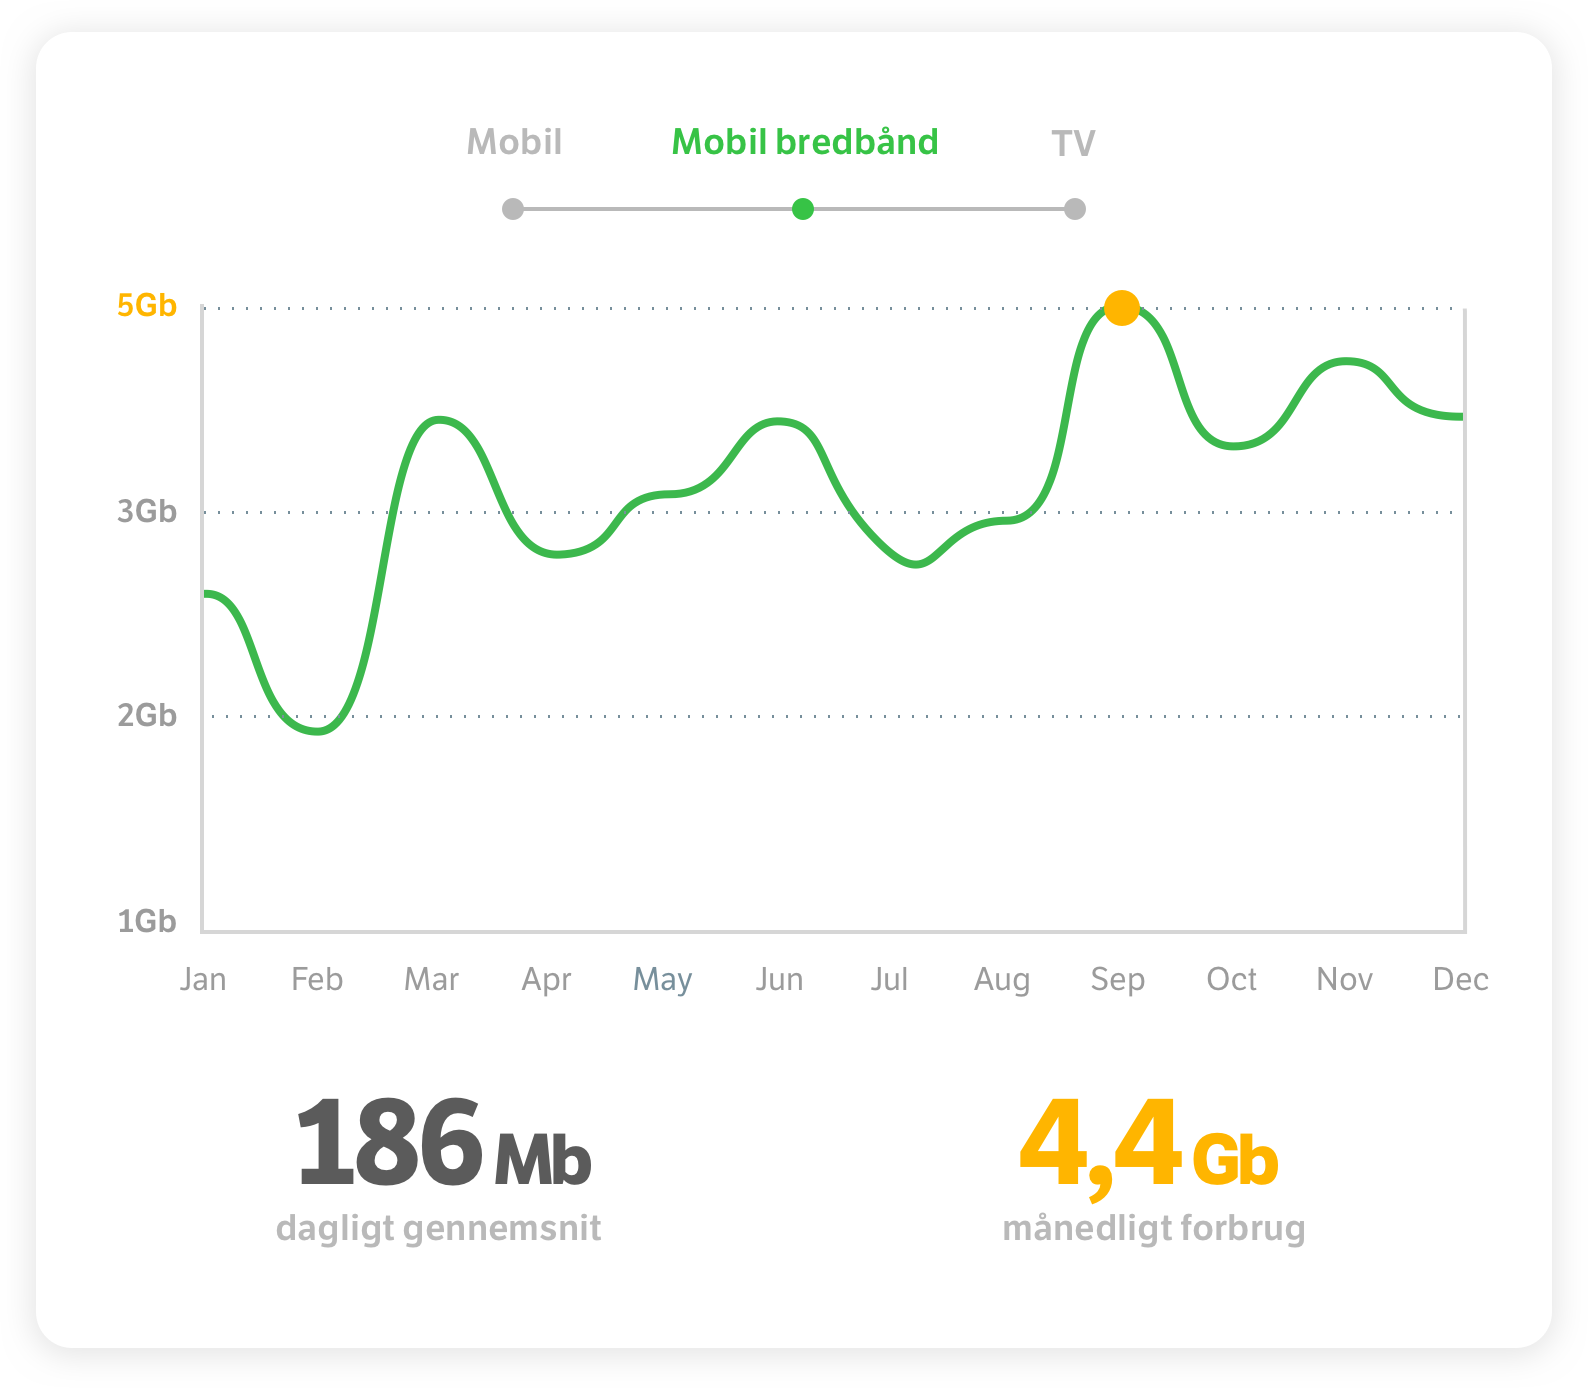 Mobil Mobil bredbånd TV
5Gb
3Gb
2Gb
1Gb
Jan Feb Mar Apr May Jun Jul Aug Sep Oct Nov Dec
186 Mb
dagligt gennemsnit
4,4 Gb
månedligt forbrug